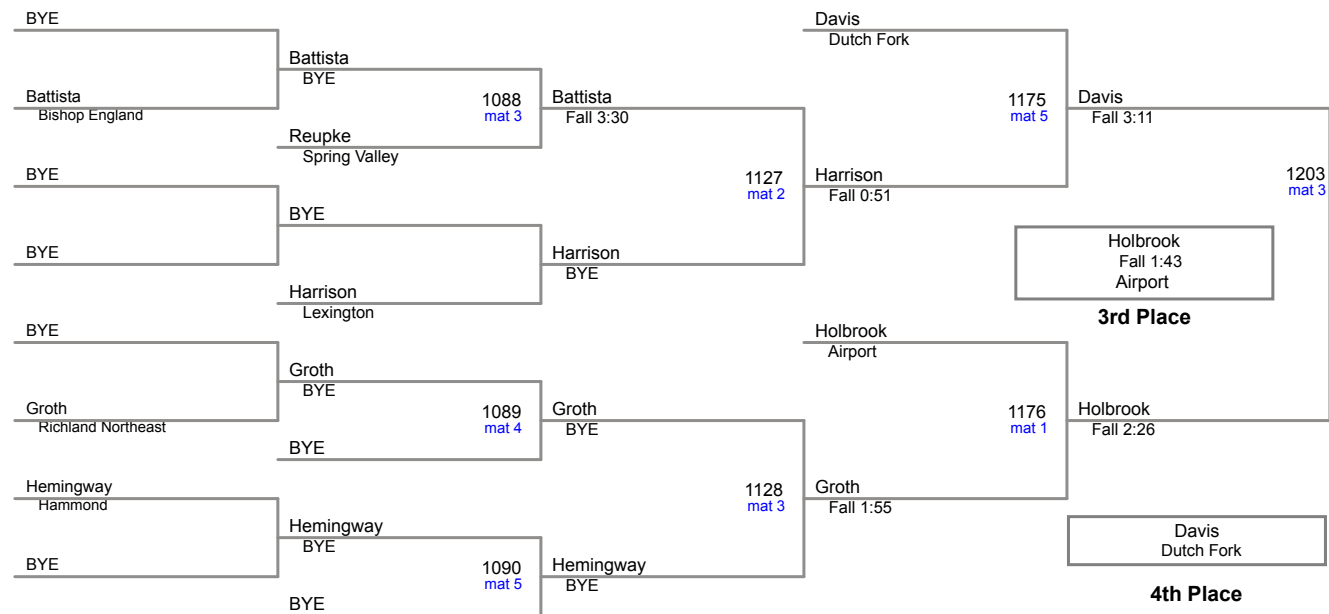 BYE
Battista
Bishop England
BYE
BYE
BYE
Groth
Richland Northeast
Hemingway
Hammond
BYE
Battista
BYE
Reupke
Spring Valley
BYE
Harrison
Lexington
Groth
BYE
BYE
Hemingway
BYE
BYE
1088
mat 3
1089
mat 4
1090
mat 5
Battista
Fall 3:30
Harrison
BYE
Groth
BYE
Hemingway
BYE
1127
mat 2
1128
mat 3
Davis
Dutch Fork
Harrison
Fall 0:51
Holbrook
Airport
Groth
Fall 1:55
1175
mat 5
1176
mat 1
Davis
Fall 3:11
Holbrook
Fall 2:26
1203
mat 3
Holbrook
Fall 1:43
Airport
3rd Place
Davis
Dutch Fork
4th Place